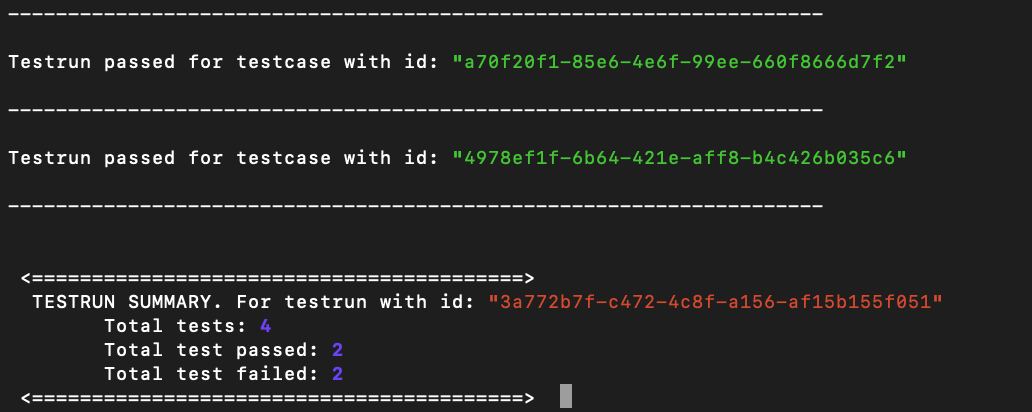 --------------------------------------------------------------------
Testrun passed for testcase with id: "a70f20f1-85e6-4e6f-99ee-660f8666d7f2"
--------------------------------------------------------------------
Testrun passed for testcase with id: "4978ef1f-6b64-421e-aff8-b4c426b035c6"
--------------------------------------------------------------------
<=========================================>
TESTRUN SUMMARY. For testrun with id: "3a772b7f-c472-4c8f-a156-af15b155f051"
Total tests: 4
Total test passed: 2
Total test failed: 2
<=========================================>